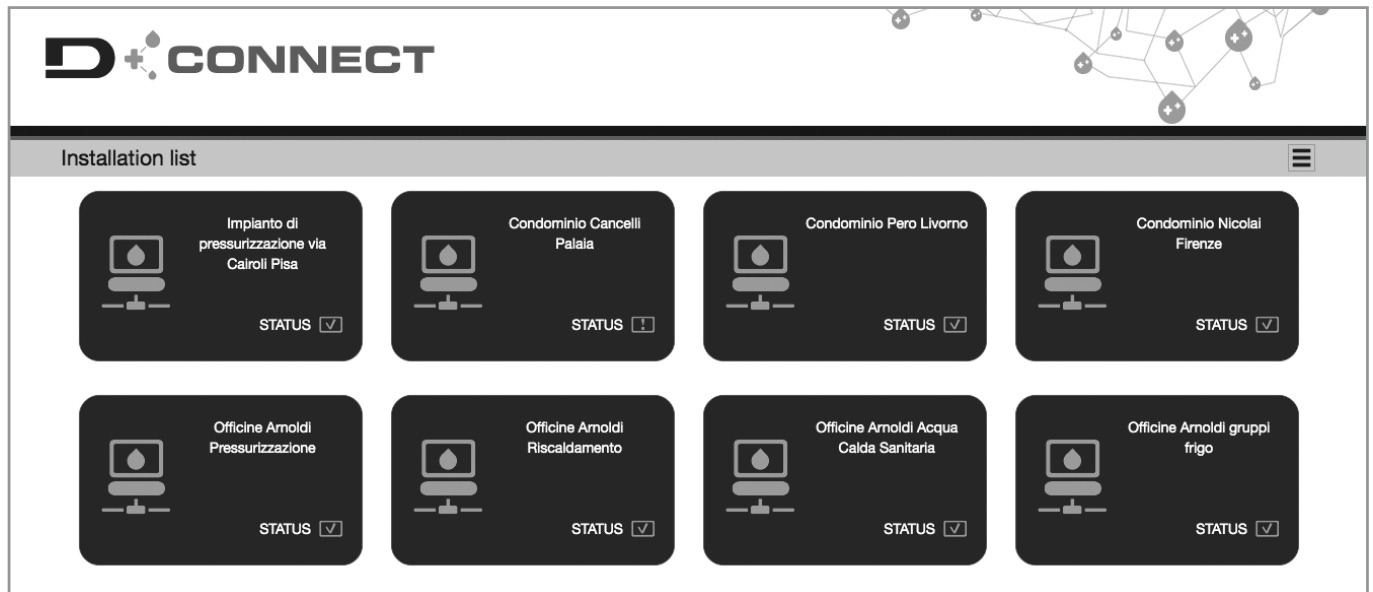 D CONNECT
Installation list
Impianto di
pressurizzazione via
Cairoli Pisa
STATUS
Condominio Cancelli
Palaia
STATUS
Condominio Pero Livorno
STATUS
Condominio Nicolai
Firenze
STATUS
Officine Arnoldi
Pressurizzazione
STATUS
Officine Arnoldi
Riscaldamento
STATUS
Officine Arnoldi Acqua
Calda Sanitaria
STATUS
Officine Arnoldi gruppi
frigo
STATUS